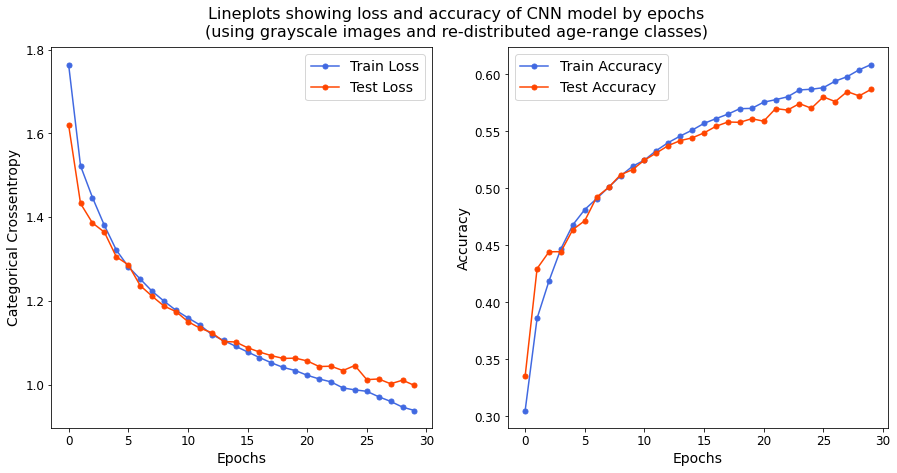 Lineplots showing loss and accuracy of CNN model by epochs
(using grayscale images and re-distributed age-range classes)
Categorical Crossentropy
1.8
1.6
1.4
1.2
1.0
Train Loss
Test Loss
0 5 10 15 20 25 30
Epochs
Accuracy
0.60
0.55
0.50
0.45
0.40
0.35
0.30
Train Accuracy
Test Accuracy
0 5 10 15 20 25 30
Epochs